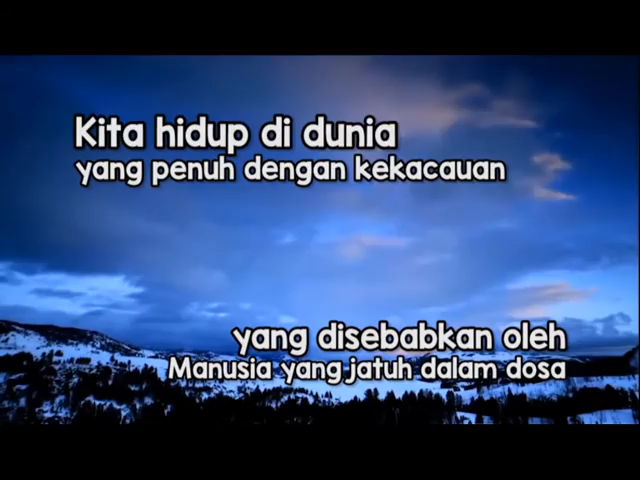 Kita hidup di dunia
yang penuh dengan kekacauan
yang disebabkan oleh
Manusia yang jatuh dalam dosa